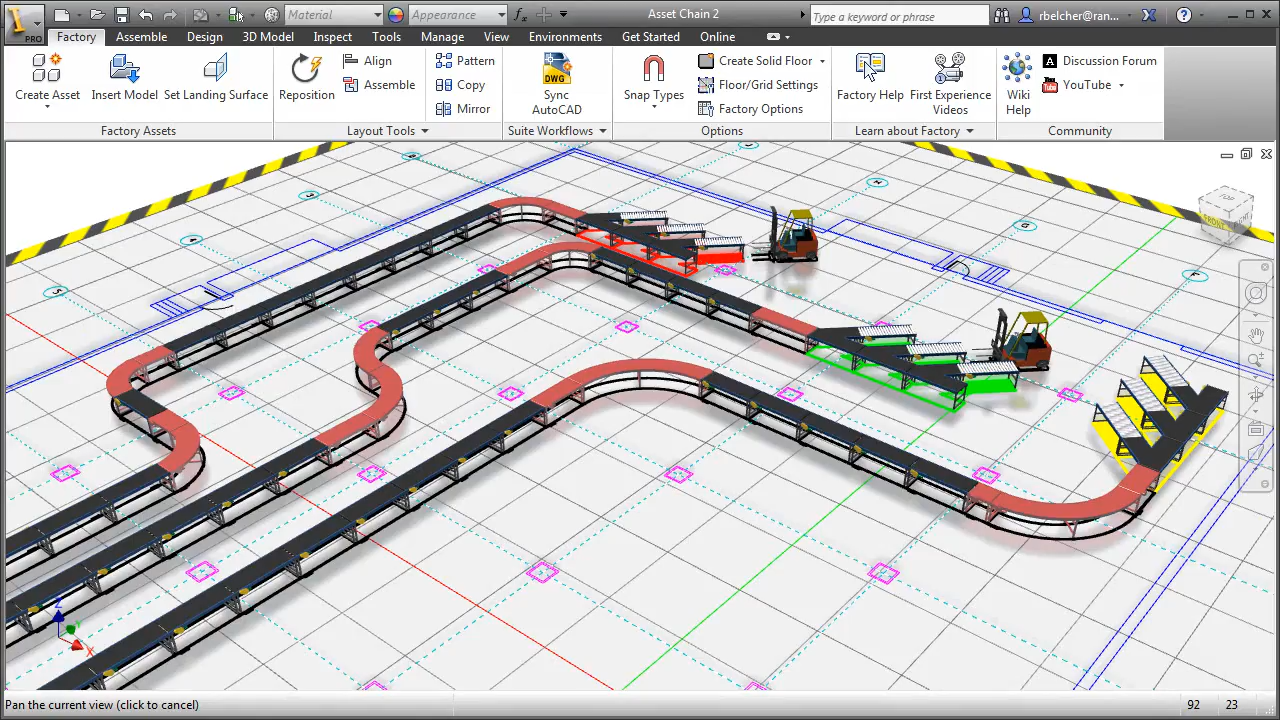 Material
Appearance
Asset Chain 2
Type a keyword or phrase
rbelcher@ran...
PRO
Factory
Assemble
Design
3D Model
Inspect
Tools
Manage
View
Environments
Get Started
Online
Create Asset
Insert Model
Set Landing Surface
Factory Assets
Reposition
Align
Assemble
Pattern
Copy
Mirror
Layout Tools
DWG
Sync
AutoCAD
Suite Workflows
Snap Types
Create Solid Floor
Floor/Grid Settings
Factory Options
Options
Factory Help
First Experience
Videos
Learn about Factory
Wiki
Help
A
Discussion Forum
YouTube
Community
Z
X
Pan the current view (click to cancel)
92
23